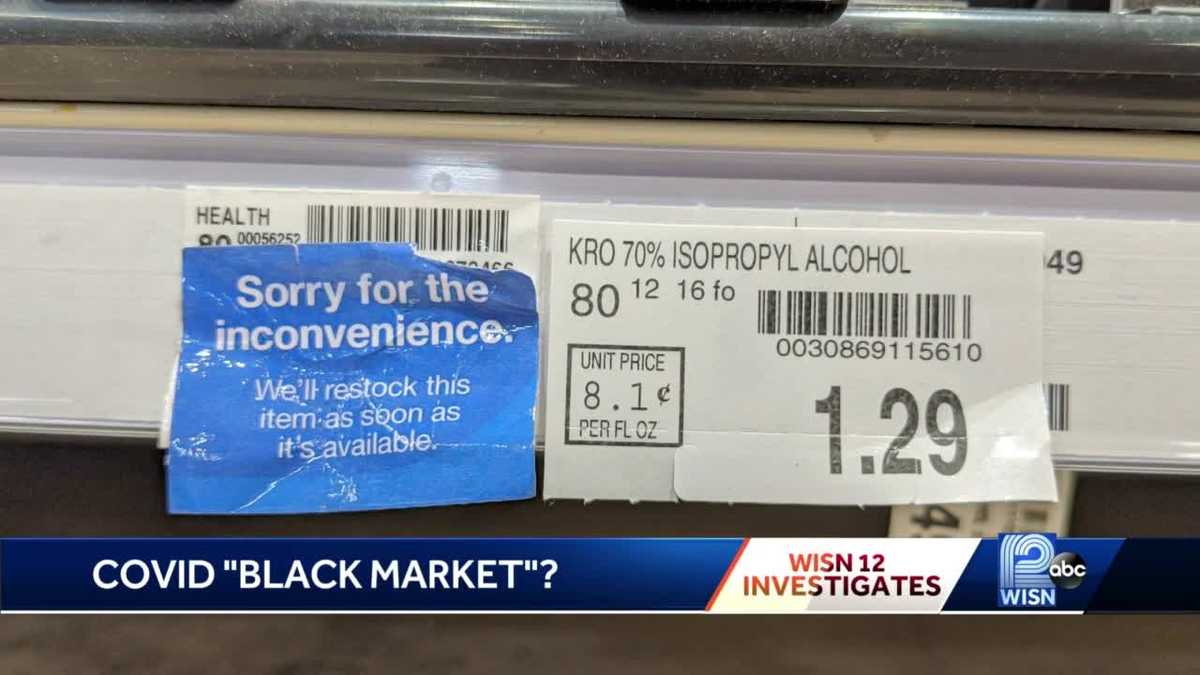 HEALTH
80 00056252
Sorry for the
inconvenience.
We'll restock this
item as soon as
it's available.
KRO 70% ISOPROPYL ALCOHOL
80 12 16 fo
0030869115610
UNIT PRICE
8.1¢
PER FL OZ
1.29
49
COVID "BLACK MARKET"?
WISN 12
INVESTIGATES
12 abc
WISN